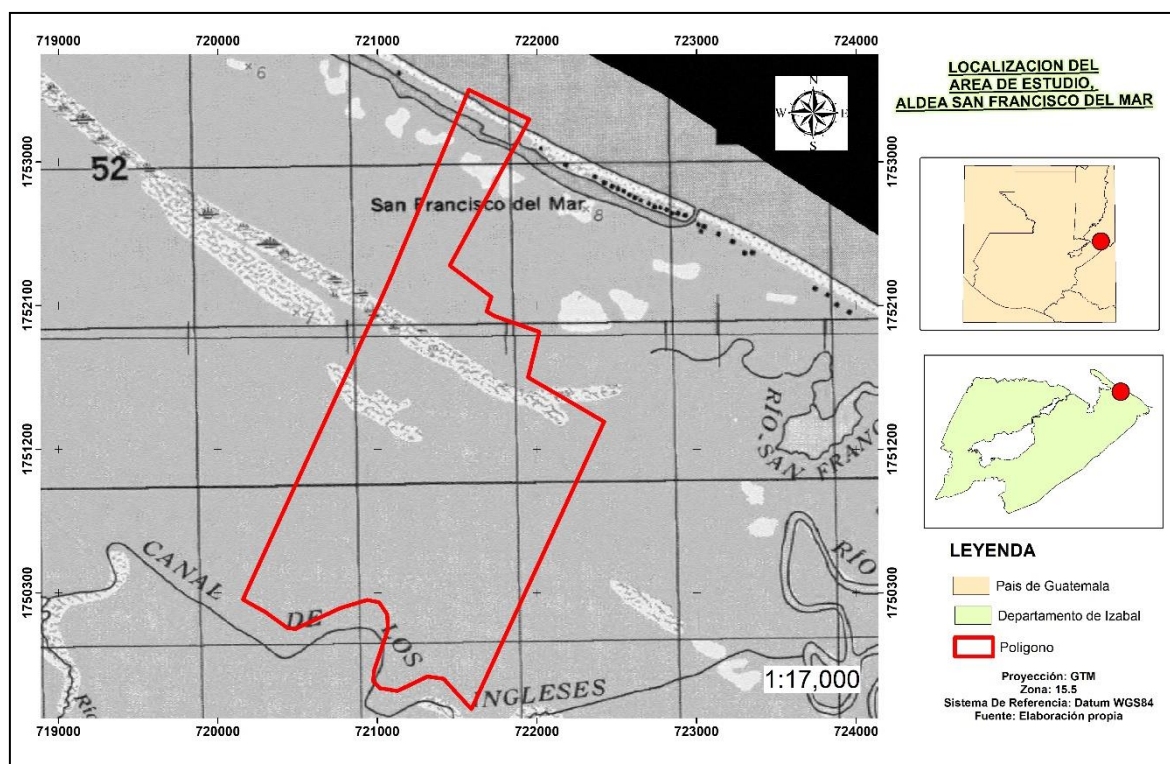 719000
720000
721000
722000
723000
724000
1753000
1752100
1751200
1750300
1753000
1752100
1751200
1750300
6
52
San Francisco del Mar
8
N
W
E
S
RÍO
SAN FRANC
RÍO
CANAL
DE
LOS
INGLESES
1:17,000
719000
720000
721000
722000
723000
724000
LOCALIZACION DEL
AREA DE ESTUDIO,
ALDEA SAN FRANCISCO DEL MAR
LEYENDA
Pais de Guatemala
Departamento de Izabal
Polígono
Proyección: GTM
Zona: 15.5
Sistema De Referencia: Datum WGS84
Fuente: Elaboración propia